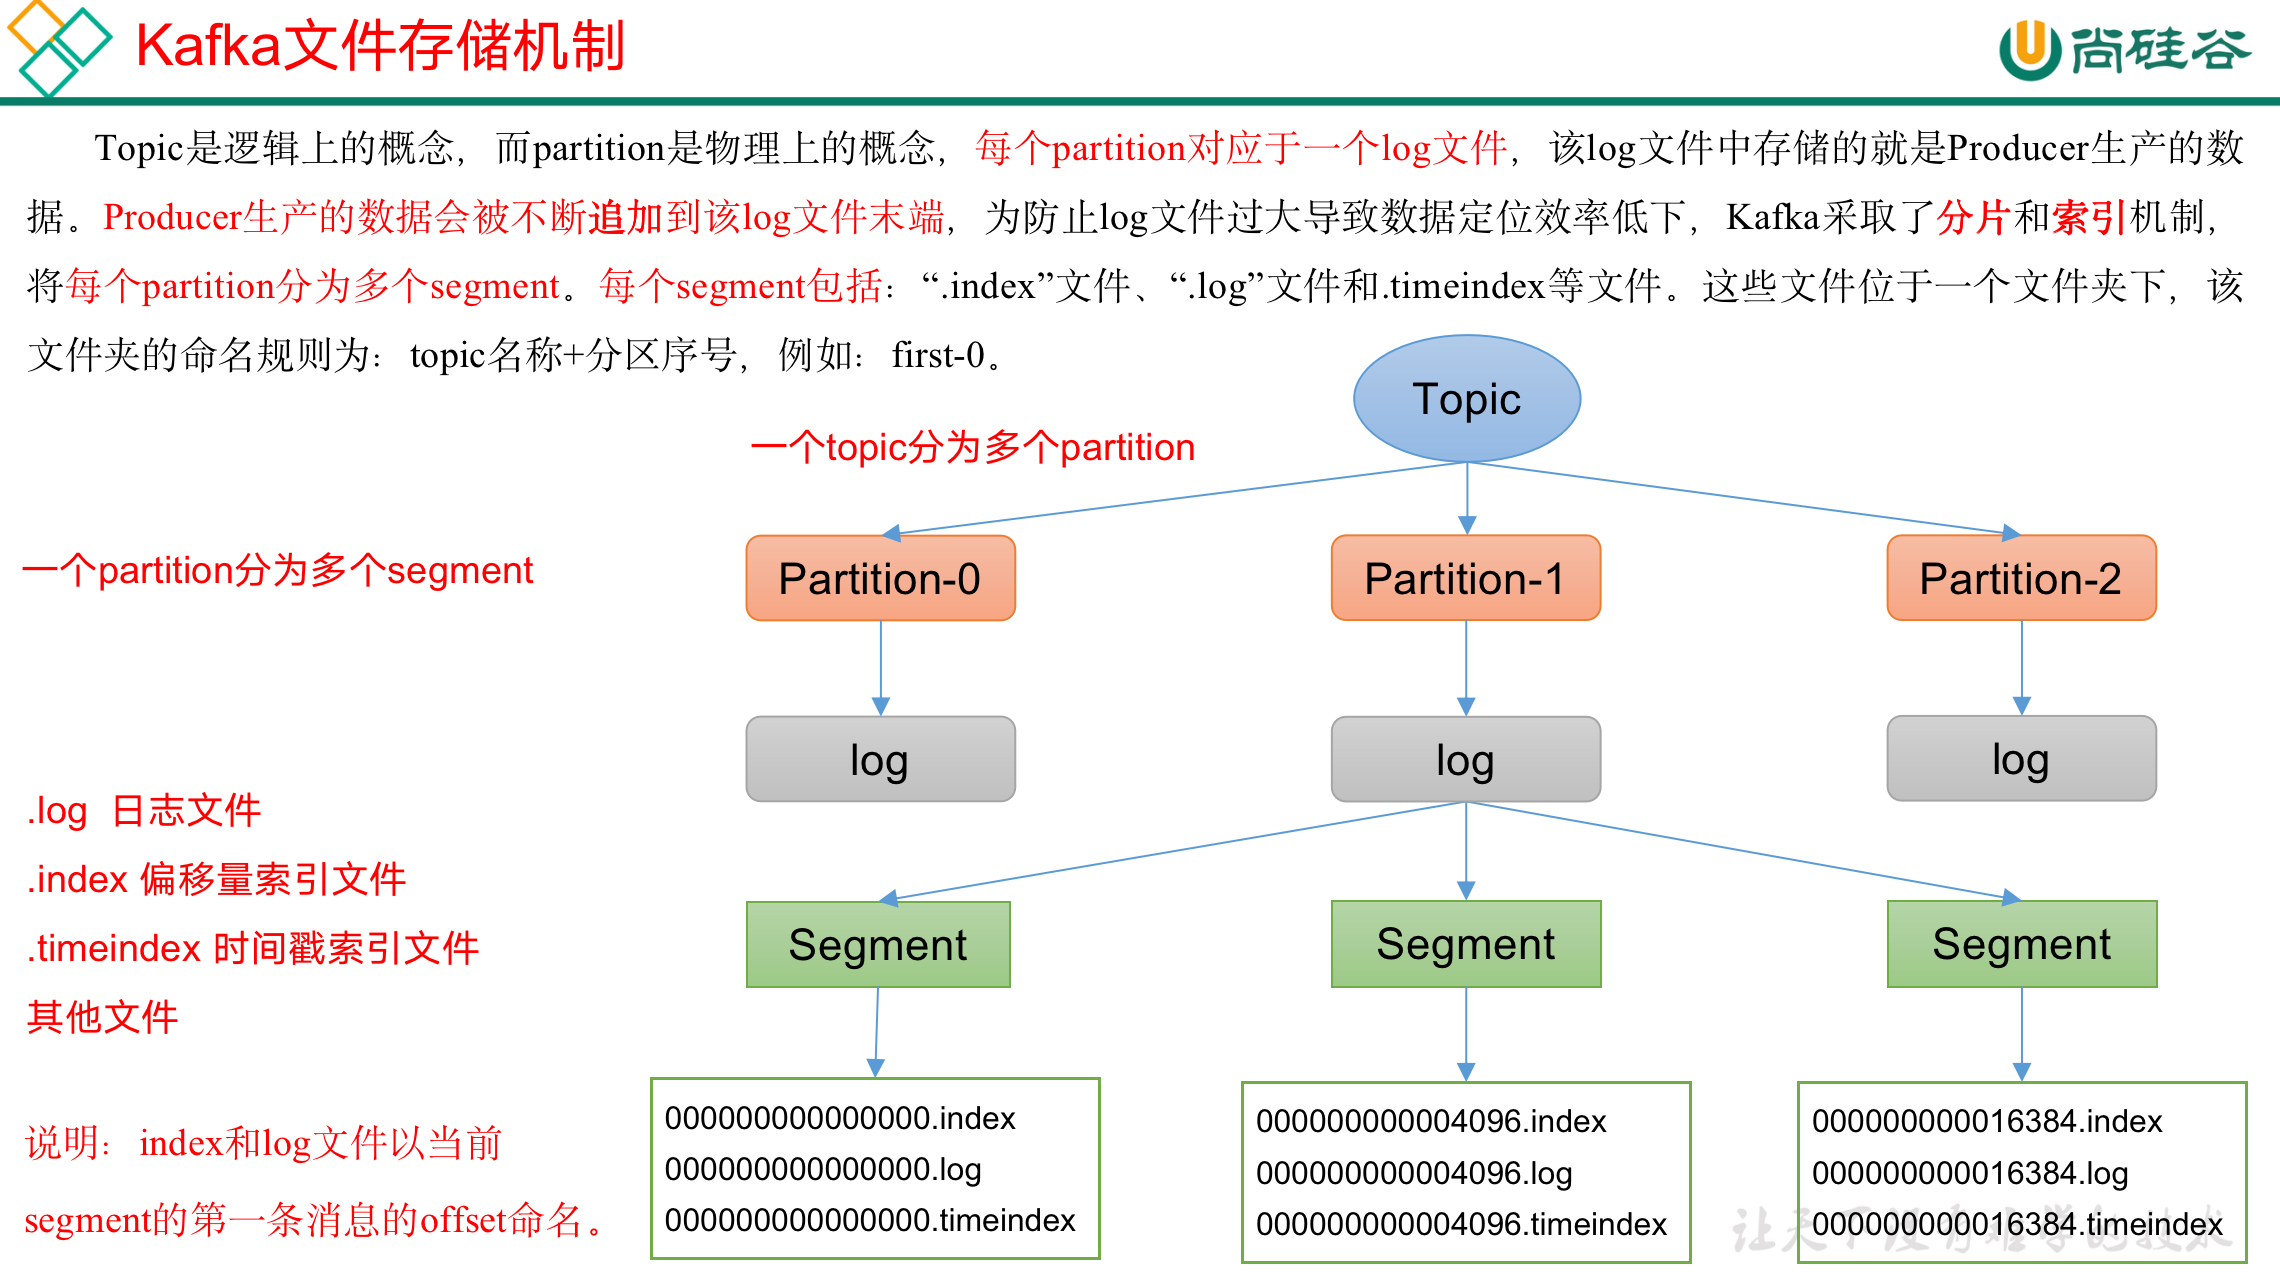 Kafka文件存储机制
尚硅谷
Topic是逻辑上的概念，而partition是物理上的概念，每个partition对应于一个log文件，该log文件中存储的就是Producer生产的数
据。Producer生产的数据会被不断追加到该log文件末端，为防止log文件过大导致数据定位效率低下，Kafka采取了分片和索引机制，
将每个partition分为多个segment。每个segment包括：“.index”文件、“.log”文件和.timeindex等文件。这些文件位于一个文件夹下，该
文件夹的命名规则为：topic名称+分区序号，例如：first-0。
Topic
一个topic分为多个partition
一个partition分为多个segment
Partition-0
Partition-1
Partition-2
log
log
log
.log 日志文件
.index 偏移量索引文件
.timeindex 时间戳索引文件
其他文件
Segment
Segment
Segment
说明：index和log文件以当前
segment的第一条消息的offset命名。
000000000000000.index
000000000000000.log
000000000000000.timeindex
000000000004096.index
000000000004096.log
000000000004096.timeindex
000000000016384.index
000000000016384.log
000000000016384.timeindex
让天下没有难学的技术